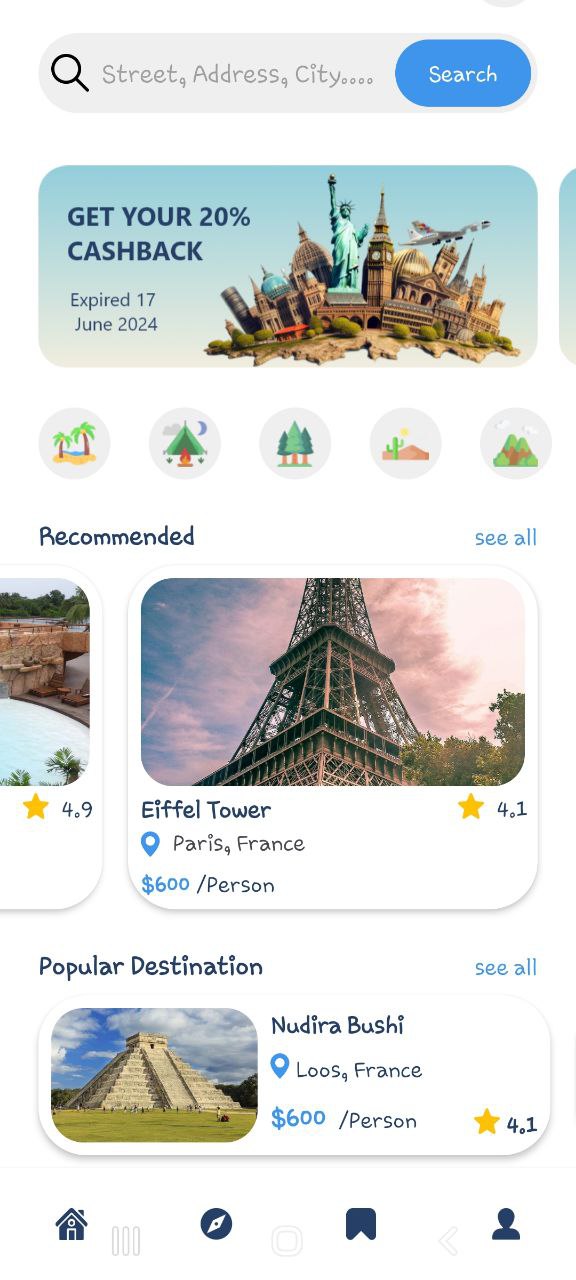 Street, Address, City....
Search
GET YOUR 20%
CASHBACK
Expired 17
June 2024
Recommended
see all
4.9
Eiffel Tower
4.1
Paris, France
$600 /Person
Popular Destination
see all
Nudira Bushi
Loos, France
$600 /Person
4.1